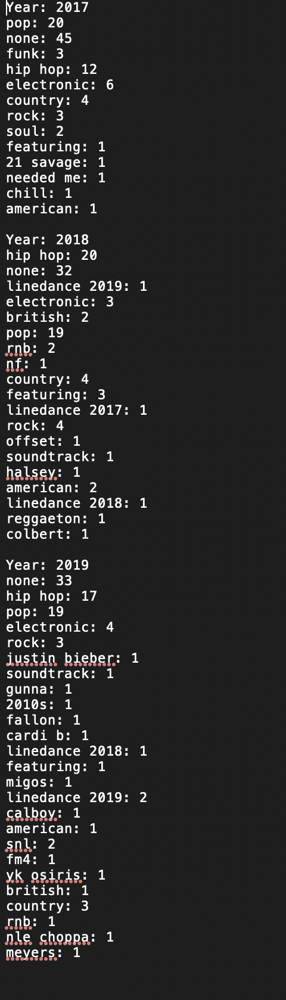 Year: 2017
pop: 20
none: 45
funk: 3
hip hop: 12
electronic: 6
country: 4
rock: 3
soul: 2
featuring: 1
21 savage: 1
needed me: 1
chill: 1
american: 1

Year: 2018
hip hop: 20
none: 32
linedance 2019: 1
electronic: 3
british: 2
pop: 19
rnb: 2
nf: 1
country: 4
featuring: 3
linedance 2017: 1
rock: 4
offset: 1
soundtrack: 1
halsey: 1
american: 2
linedance 2018: 1
reggaeton: 1
colbert: 1

Year: 2019
none: 33
hip hop: 17
pop: 19
electronic: 4
rock: 3
justin bieber: 1
soundtrack: 1
gunna: 1
2010s: 1
fallon: 1
cardi b: 1
linedance 2018: 1
featuring: 1
migos: 1
linedance 2019: 2
calboy: 1
american: 1
snl: 2
fm4: 1
yk osiris: 1
british: 1
country: 3
rnb: 1
nle choppa: 1
meyers: 1